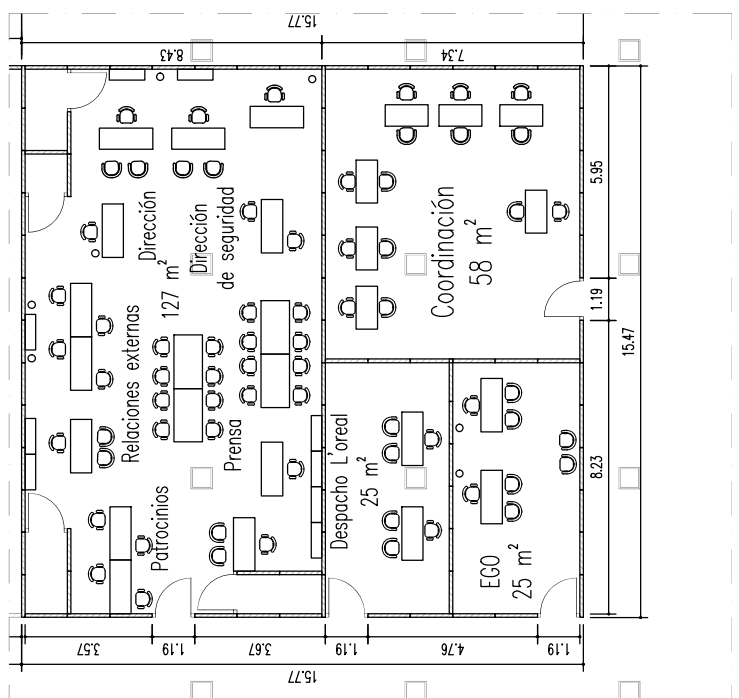 15.77
8.43
7.34
Dirección
127 m²
Dirección
de seguridad
Coordinación
58 m²
5.95
1.19
15.47
8.23
Relaciones externas
Prensa
Patrocinios
Despacho L'oreal
25 m²
EGO
25 m²
3.57
1.19
3.67
1.19
4.76
1.19
15.77